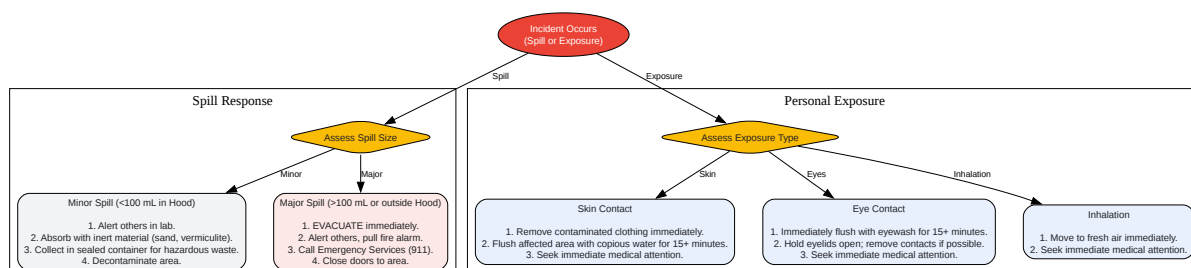 Incident Occurs
(Spill or Exposure)
Spill
Exposure
Spill Response
Assess Spill Size
Minor
Major
Minor Spill (<100 mL in Hood)
1. Alert others in lab.
2. Absorb with inert material (sand, vermiculite).
3. Collect in sealed container for hazardous waste.
4. Decontaminate area.
Major Spill (>100 mL or outside Hood)
1. EVACUATE immediately.
2. Alert others, pull fire alarm.
3. Call Emergency Services (911).
4. Close doors to area.
Personal Exposure
Assess Exposure Type
Skin
Eyes
Inhalation
Skin Contact
1. Remove contaminated clothing immediately.
2. Flush affected area with copious water for 15+ minutes.
3. Seek immediate medical attention.
Eye Contact
1. Immediately flush with eyewash for 15+ minutes.
2. Hold eyelids open; remove contacts if possible.
3. Seek immediate medical attention.
Inhalation
1. Move to fresh air immediately.
2. Seek immediate medical attention.